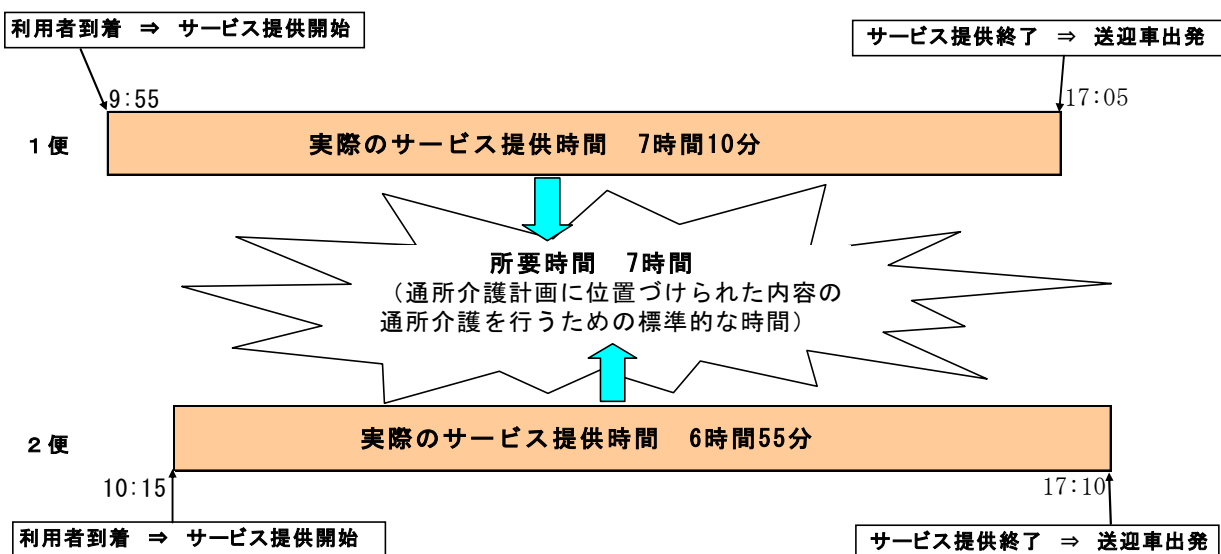 利用者到着 ⇒ サービス提供開始
サービス提供終了 ⇒ 送迎車出発
9:55
17:05
1便
実際のサービス提供時間 7時間10分
所要時間 7時間
（通所介護計画に位置づけられた内容の
通所介護を行うための標準的な時間）
2便
実際のサービス提供時間 6時間55分
10:15
17:10
利用者到着 ⇒ サービス提供開始
サービス提供終了 ⇒ 送迎車出発